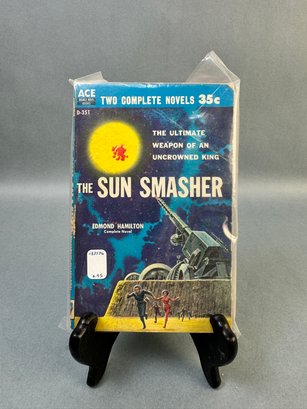 ACE
TWO COMPLETE NOVELS 35¢
D-351
THE ULTIMATE
WEAPON OF AN
UNCROWNED KING
THE SUN SMASHER
EDMOND HAMILTON
Complete Novel